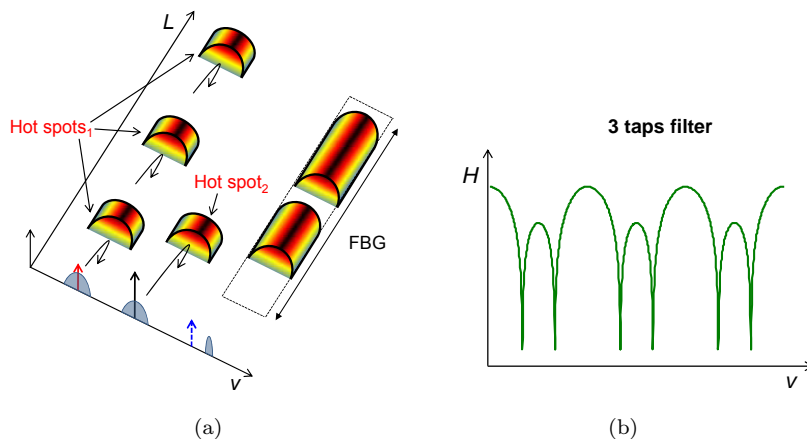 L
Hot spots₁
Hot spot₂
FBG
ν
(a)
3 taps filter
H
ν
(b)